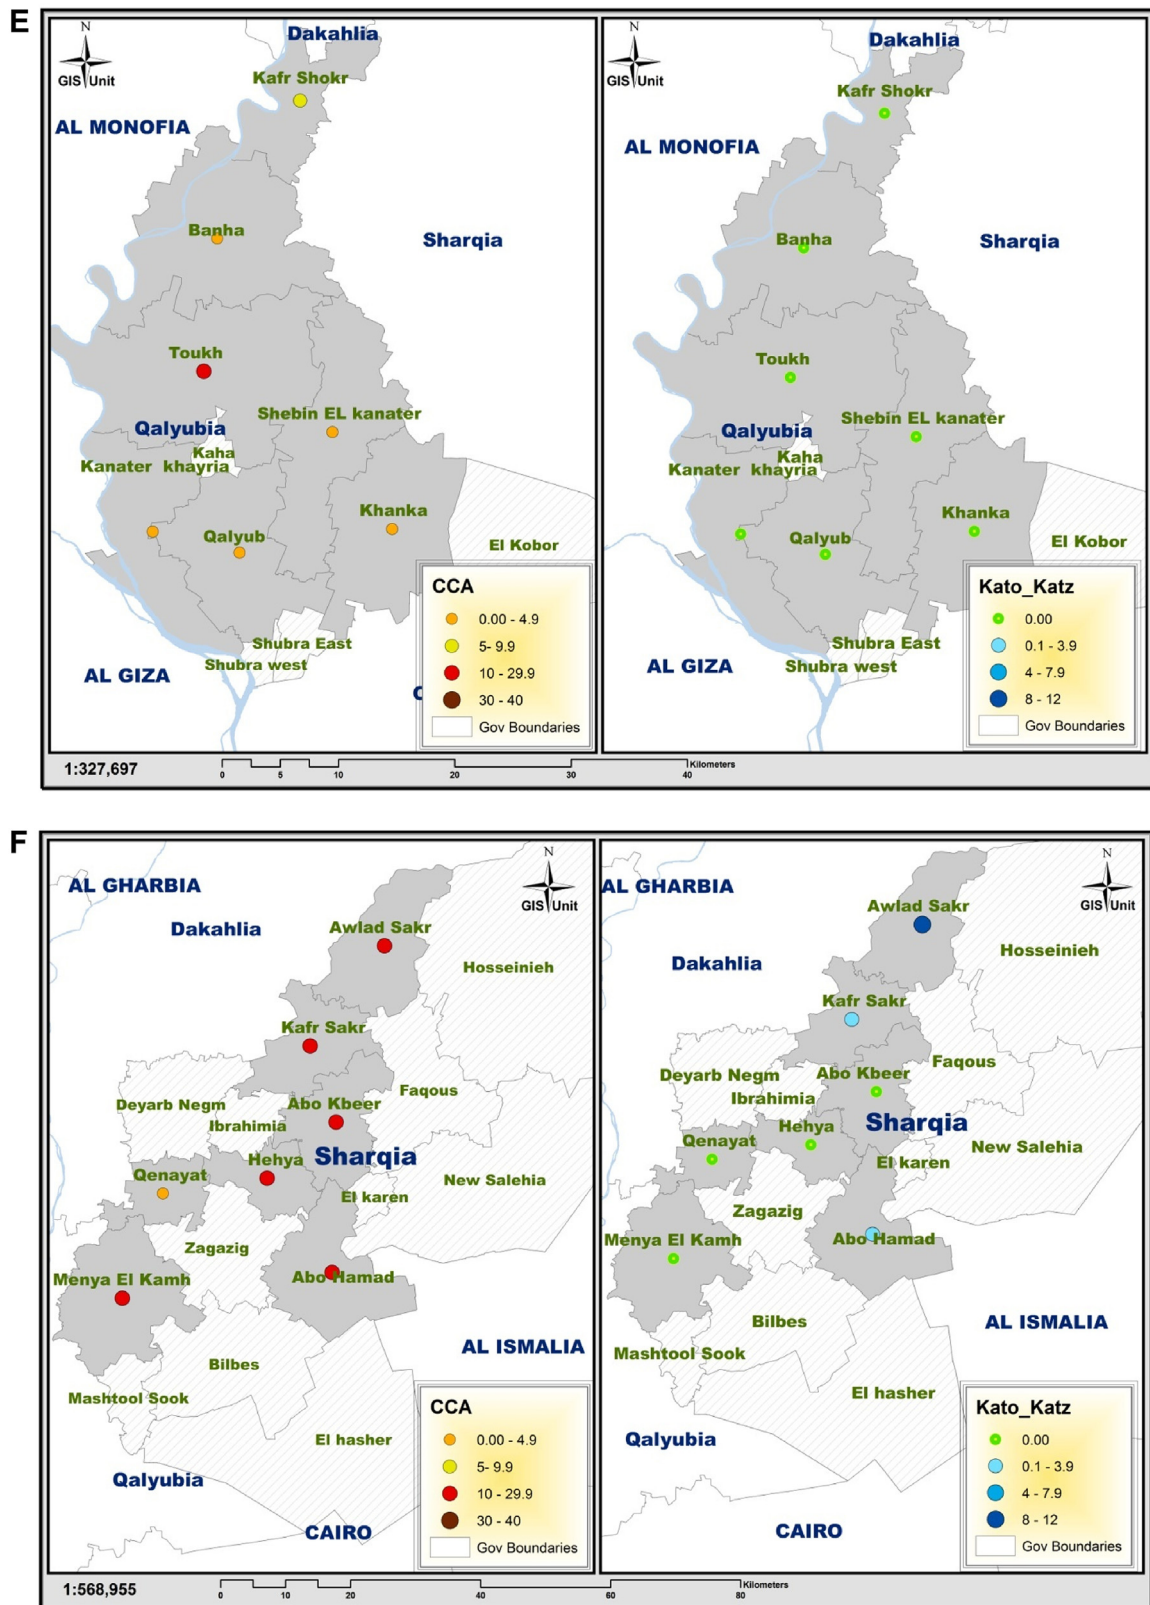 E
N
GIS Unit
Dakahlia
Kafr Shokr
AL MONOFIA
Banha
Sharqia
Toukh
Shebin EL kanater
Qalyubia
Kaha
Kanater khayria
Khanka
Qalyub
El Kobor
Shubra East
Shubra west
AL GIZA
C
CCA
0.00 - 4.9
5- 9.9
10 - 29.9
30 - 40
Gov Boundaries
N
GIS Unit
Dakahlia
Kafr Shokr
AL MONOFIA
Banha
Sharqia
Toukh
Shebin EL kanater
Qalyubia
Kaha
Kanater khayria
Khanka
Qalyub
El Kobor
Shubra East
Shubra west
AL GIZA
Kato_Katz
0.00
0.1 - 3.9
4 - 7.9
8 - 12
Gov Boundaries
1:327,697
0 5 10 20 30 40 Kilometers
F
AL GHARBIA
N
GIS Unit
Dakahlia
Awlad Sakr
Hosseinieh
Kafr Sakr
Faqous
Deyarb Negm
Abo Kbeer
Ibrahimia
Hehya
Sharqia
Qenayat
New Salehia
El karen
Zagazig
Menya El Kamh
Abo Hamad
AL ISMALIA
Bilbes
Mashtool Sook
El hasher
Qalyubia
CAIRO
CCA
0.00 - 4.9
5- 9.9
10 - 29.9
30 - 40
Gov Boundaries
AL GHARBIA
N
GIS Unit
Awlad Sakr
Hosseinieh
Dakahlia
Kafr Sakr
Faqous
Deyarb Negm
Abo Kbeer
Ibrahimia
Sharqia
Hehya
Qenayat
New Salehia
El karen
Zagazig
Menya El Kamh
Abo Hamad
AL ISMALIA
Bilbes
Mashtool Sook
El hasher
Qalyubia
CAIRO
Kato_Katz
0.00
0.1 - 3.9
4 - 7.9
8 - 12
Gov Boundaries
1:568,955
0 10 20 40 60 80 Kilometers